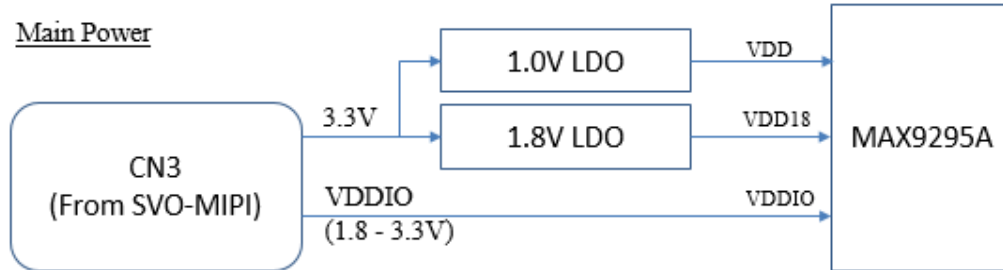 Main Power
1.0V LDO
VDD
3.3V
1.8V LDO
VDD18
MAX9295A
CN3
(From SVO-MIPI)
VDDIO
(1.8 - 3.3V)
VDDIO